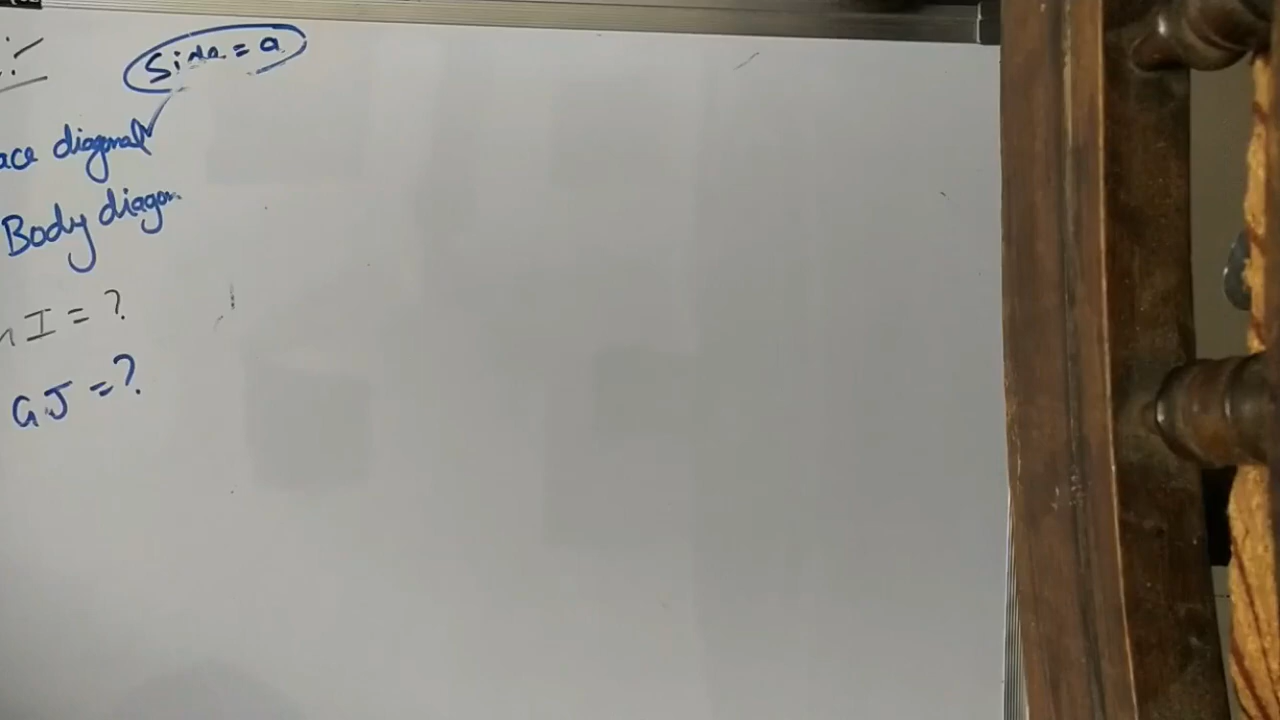 Side = a
ace diagonal
Body diagon
I = ?
GJ = ?